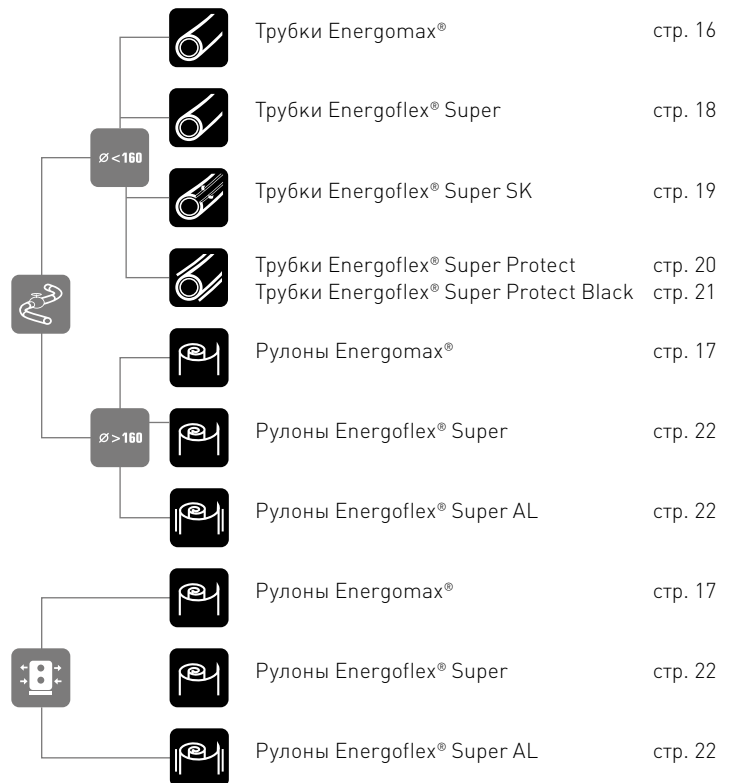 Трубки Energomax® стр. 16
Трубки Energoflex® Super стр. 18
ø<160
Трубки Energoflex® Super SK стр. 19
Трубки Energoflex® Super Protect стр. 20
Трубки Energoflex® Super Protect Black стр. 21
Рулоны Energomax® стр. 17
ø>160
Рулоны Energoflex® Super стр. 22
Рулоны Energoflex® Super AL стр. 22
Рулоны Energomax® стр. 17
Рулоны Energoflex® Super стр. 22
Рулоны Energoflex® Super AL стр. 22